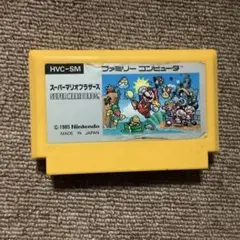 HVC-SM
ファミリー コンピュータ
スーパーマリオブラザーズ
SUPER MARIO BROS.
© 1985 Nintendo
MADE IN JAPAN